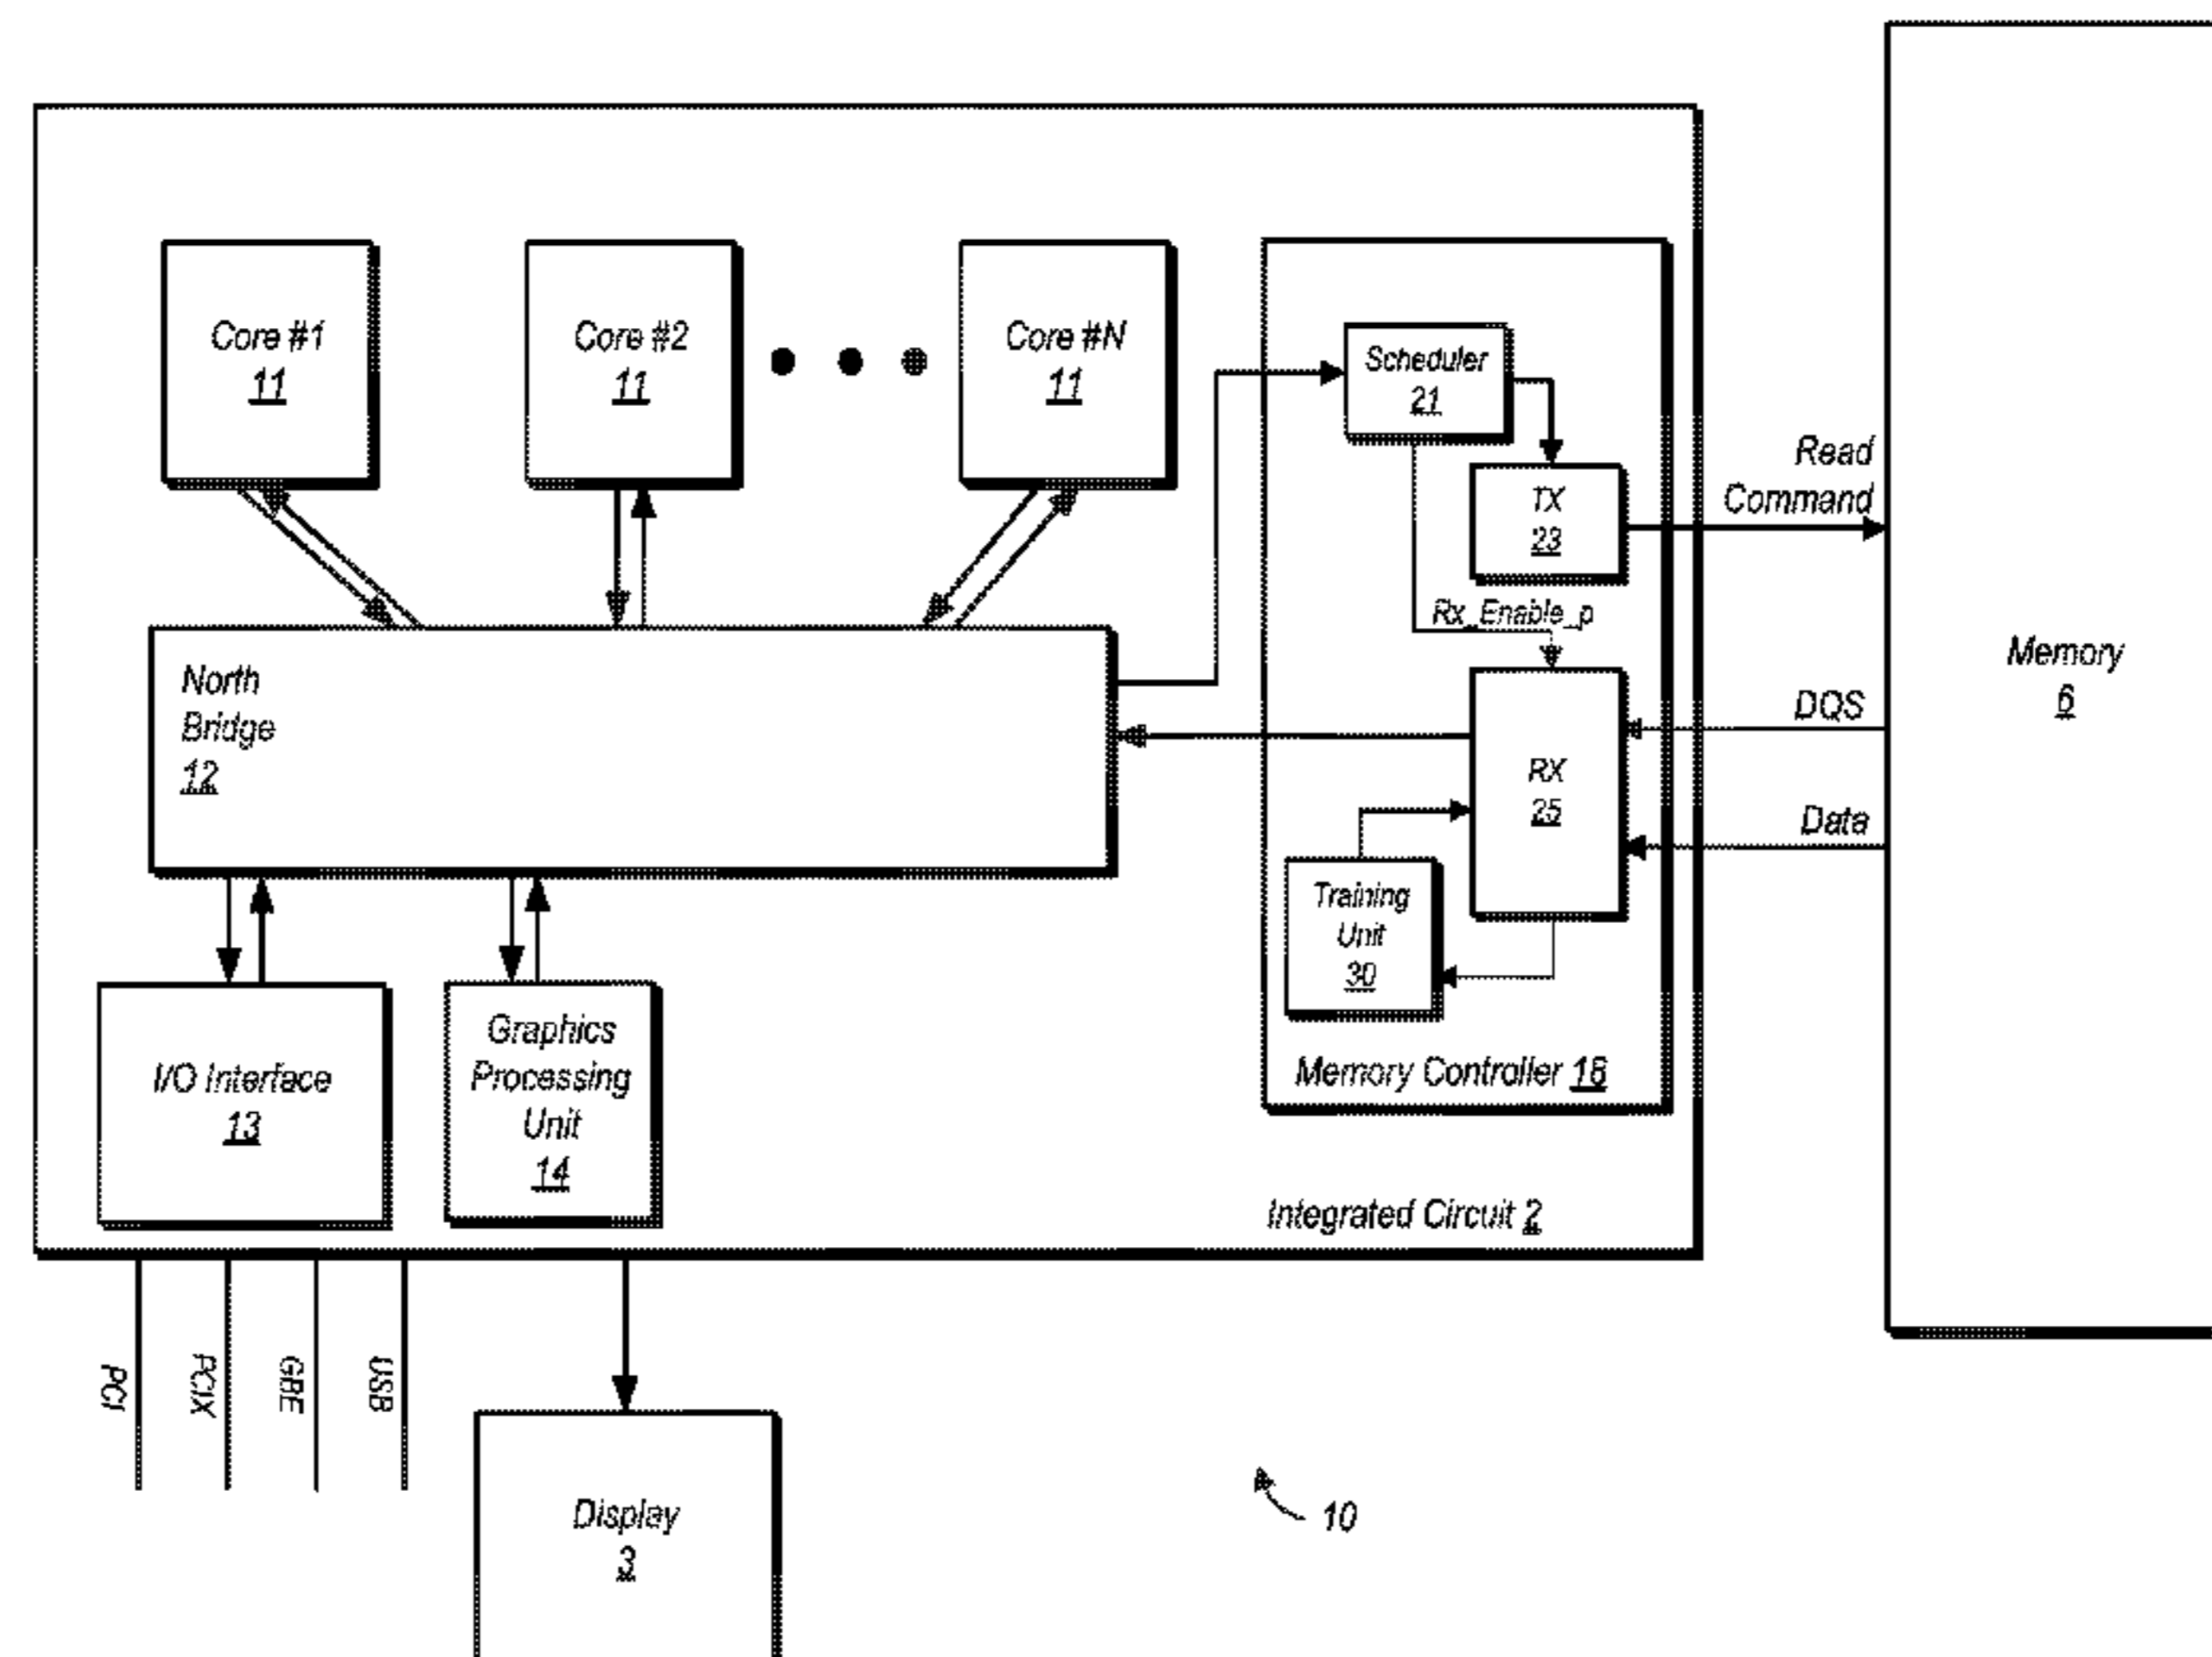 Core #1
11
Core #2
11
Core #N
11
Scheduler
21
TX
23
Read
Command
Rx_Enable_p
North
Bridge
12
DQS
RX
25
Data
Memory
6
Training
Unit
30
Memory Controller 18
I/O Interface
13
Graphics
Processing
Unit
14
Integrated Circuit 2
PCI
PCIX
GBE
USB
Display
3
10